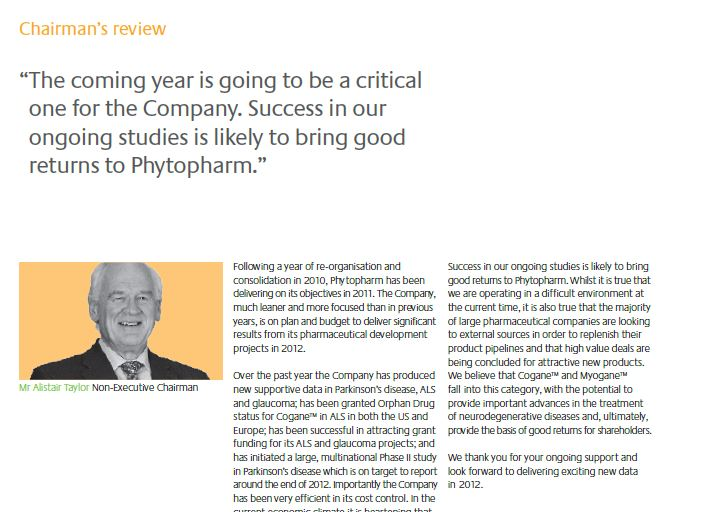 Chairman's review
“The coming year is going to be a critical
one for the Company. Success in our
ongoing studies is likely to bring good
returns to Phytopharm.”
Mr Alistair Taylor Non-Executive Chairman
Following a year of re-organisation and
consolidation in 2010, Phytopharm has been
delivering on its objectives in 2011. The Company,
much leaner and more focused than in previous
years, is on plan and budget to deliver significant
results from its pharmaceutical development
projects in 2012.
Over the past year the Company has produced
new supportive data in Parkinson's disease, ALS
and glaucoma; has been granted Orphan Drug
status for Cogane™ in ALS in both the US and
Europe; has been successful in attracting grant
funding for its ALS and glaucoma projects; and
has initiated a large, multinational Phase II study
in Parkinson's disease which is on target to report
around the end of 2012. Importantly the Company
has been very efficient in its cost control. In the
current economic climate it is heartening that
Success in our ongoing studies is likely to bring
good returns to Phytopharm. Whilst it is true that
we are operating in a difficult environment at
the current time, it is also true that the majority
of large pharmaceutical companies are looking
to external sources in order to replenish their
product pipelines and that high value deals are
being concluded for attractive new products.
We believe that Cogane™ and Myogane™
fall into this category, with the potential to
provide important advances in the treatment
of neurodegenerative diseases and, ultimately,
provide the basis of good returns for shareholders.
We thank you for your ongoing support and
look forward to delivering exciting new data
in 2012.